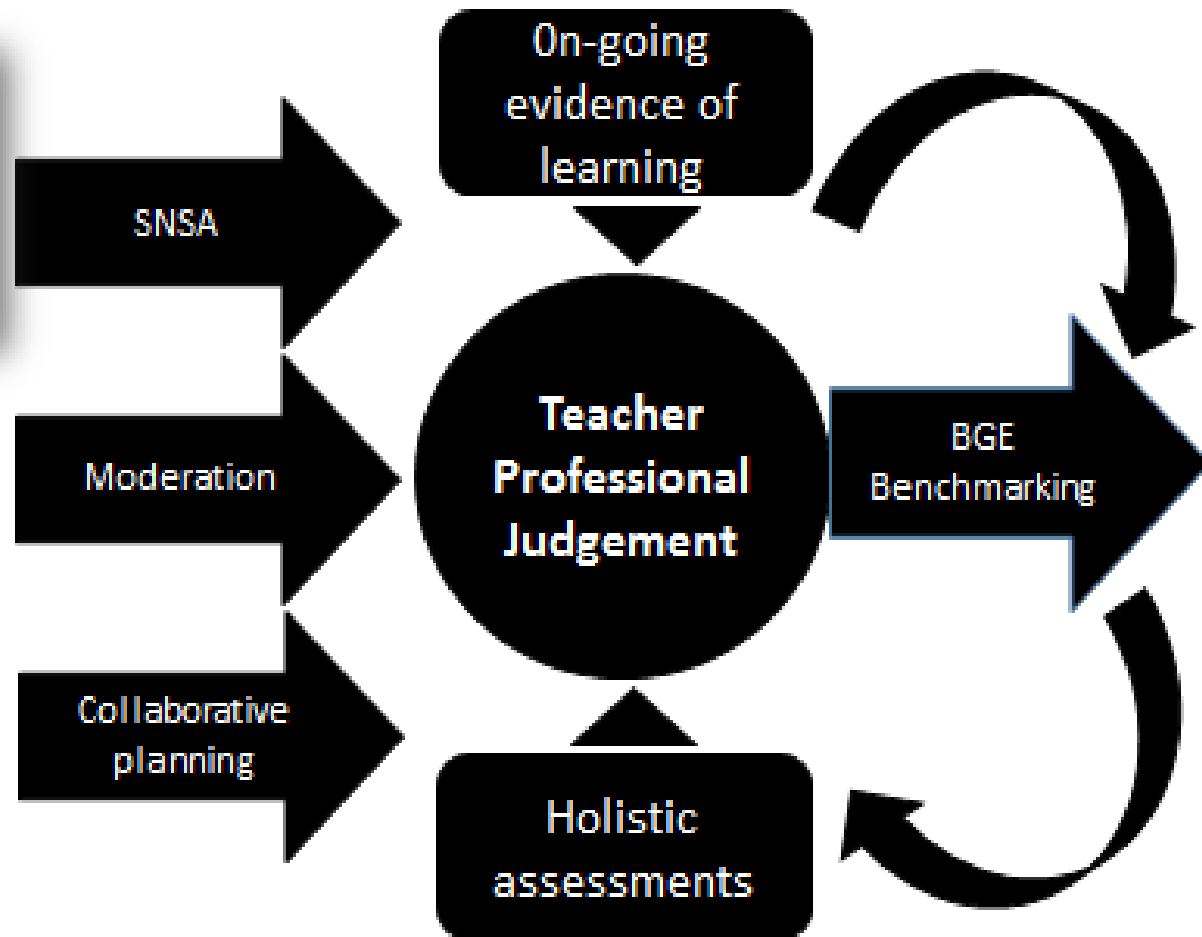 On-going
evidence of
learning
SNSA
Moderation
Collaborative
planning
Teacher
Professional
Judgement
BGE
Benchmarking
Holistic
assessments